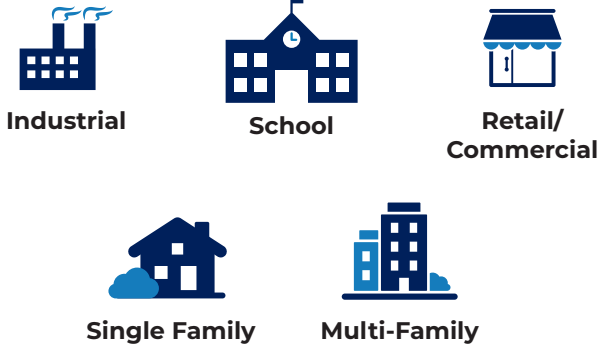 Industrial
School
Retail/
Commercial
Single Family
Multi-Family